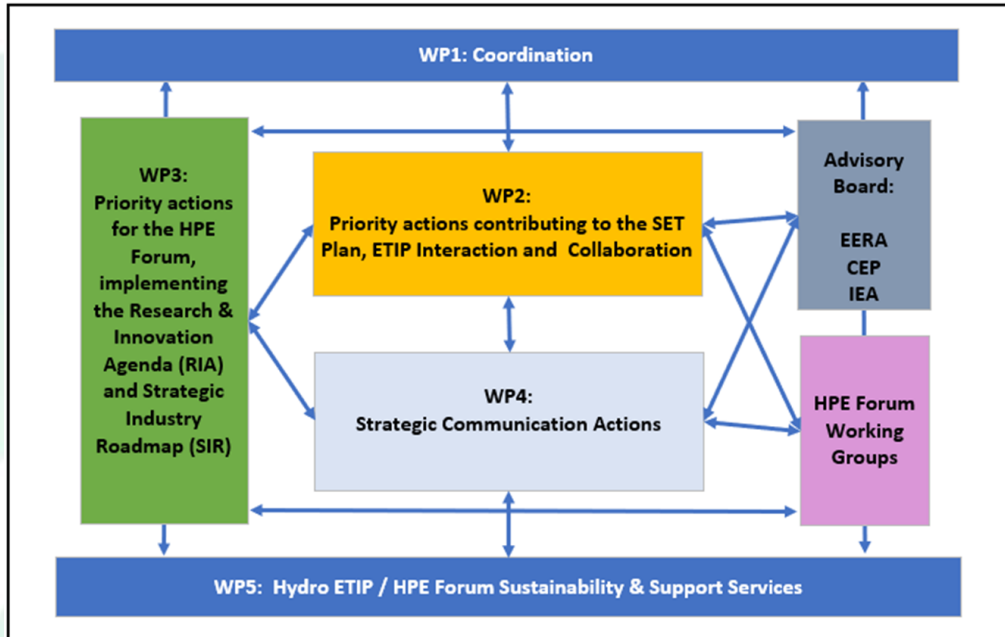 WP1: Coordination
WP3:
Priority actions
for the HPE
Forum,
implementing
the Research &
Innovation
Agenda (RIA)
and Strategic
Industry
Roadmap (SIR)
WP2:
Priority actions contributing to the SET
Plan, ETIP Interaction and Collaboration
WP4:
Strategic Communication Actions
Advisory
Board:
EERA
CEP
IEA
HPE Forum
Working
Groups
WP5: Hydro ETIP / HPE Forum Sustainability & Support Services